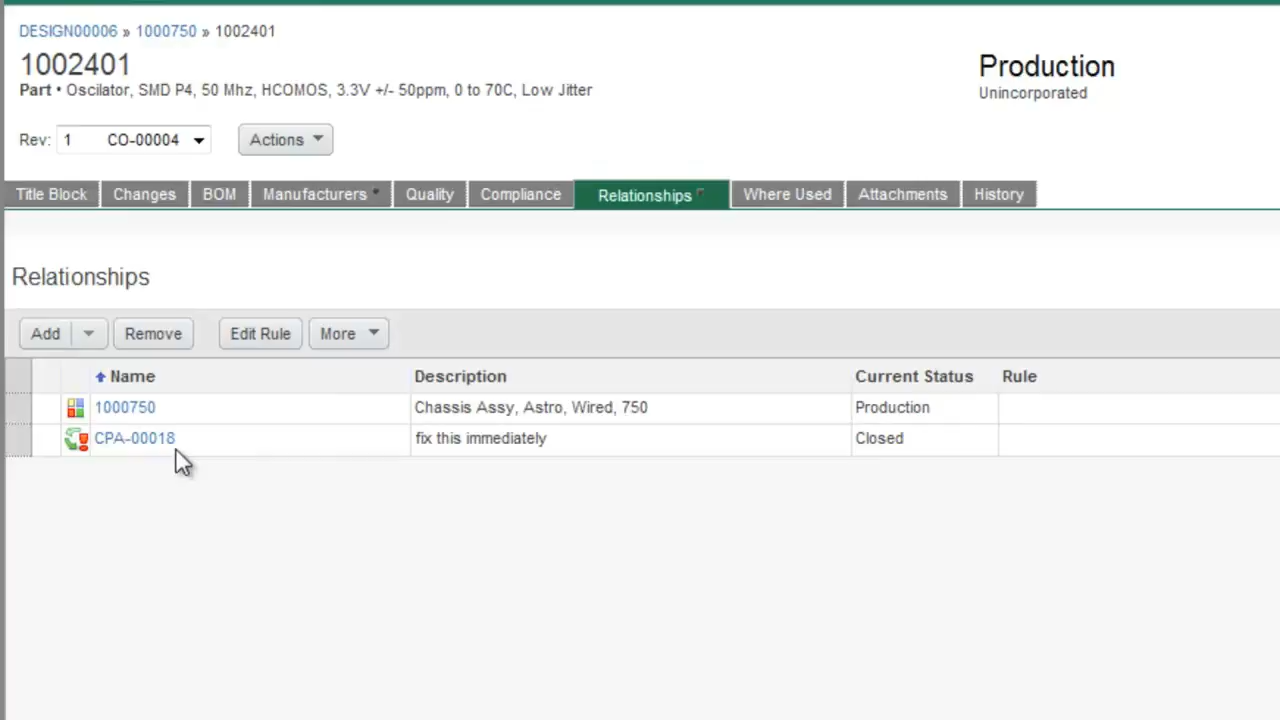 DESIGN00006 » 1000750 » 1002401
1002401
Part • Oscilator, SMD P4, 50 Mhz, HCOMOS, 3.3V +/- 50ppm, 0 to 70C, Low Jitter
Production
Unincorporated
Rev: 1 CO-00004 Actions
Title Block Changes BOM Manufacturers Quality Compliance Relationships Where Used Attachments History
Relationships
Add Remove Edit Rule More
Name Description Current Status Rule
1000750 Chassis Assy, Astro, Wired, 750 Production
CPA-00018 fix this immediately Closed